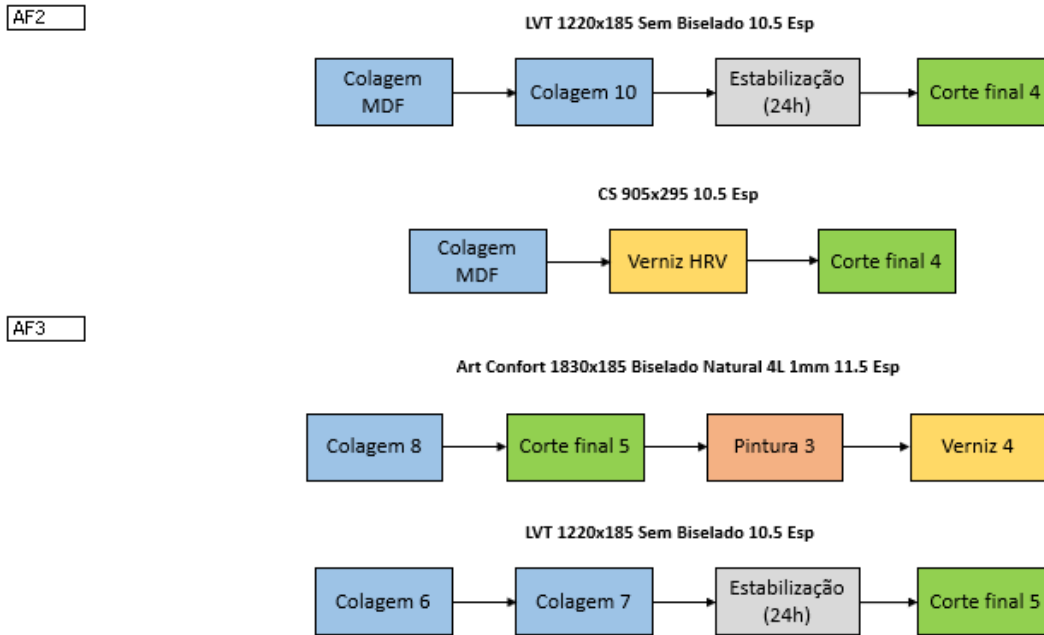 AF2
LVT 1220x185 Sem Biselado 10.5 Esp
Colagem
MDF
Colagem 10
Estabilização
(24h)
Corte final 4
CS 905x295 10.5 Esp
Colagem
MDF
Verniz HRV
Corte final 4
AF3
Art Confort 1830x185 Biselado Natural 4L 1mm 11.5 Esp
Colagem 8
Corte final 5
Pintura 3
Verniz 4
LVT 1220x185 Sem Biselado 10.5 Esp
Colagem 6
Colagem 7
Estabilização
(24h)
Corte final 5